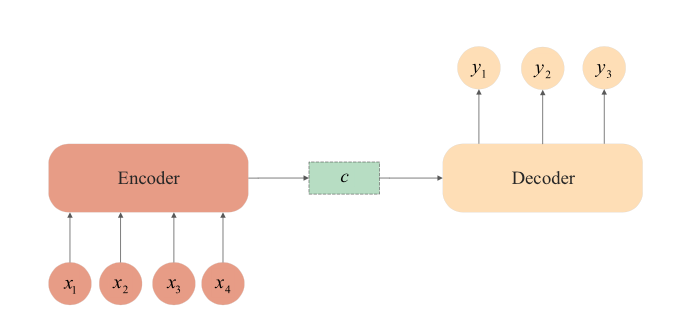 y₁ y₂ y₃
Encoder c Decoder
x₁ x₂ x₃ x₄